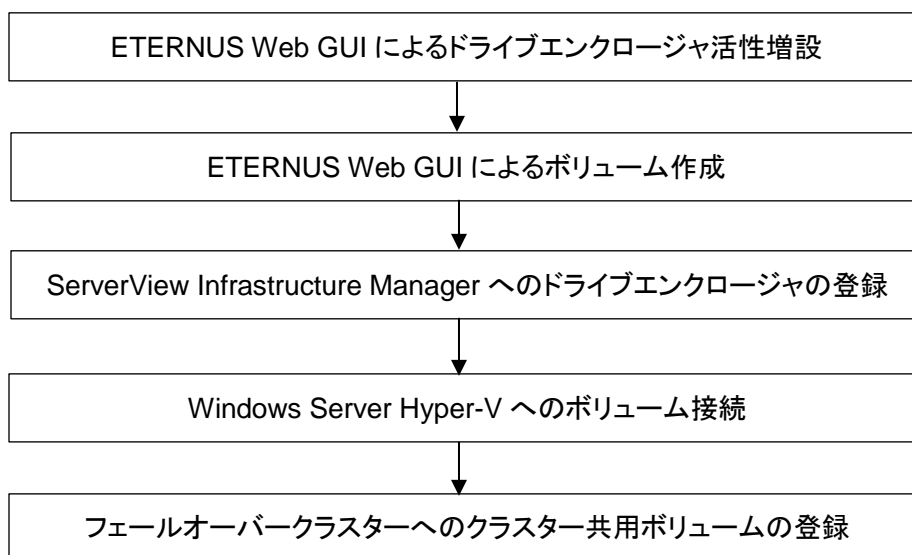 ETERNUS Web GUI によるドライブエンクロージャ活性増設
ETERNUS Web GUI によるボリューム作成
ServerView Infrastructure Manager へのドライブエンクロージャの登録
Windows Server Hyper-V へのボリューム接続
フェールオーバークラスターへのクラスター共用ボリュームの登録